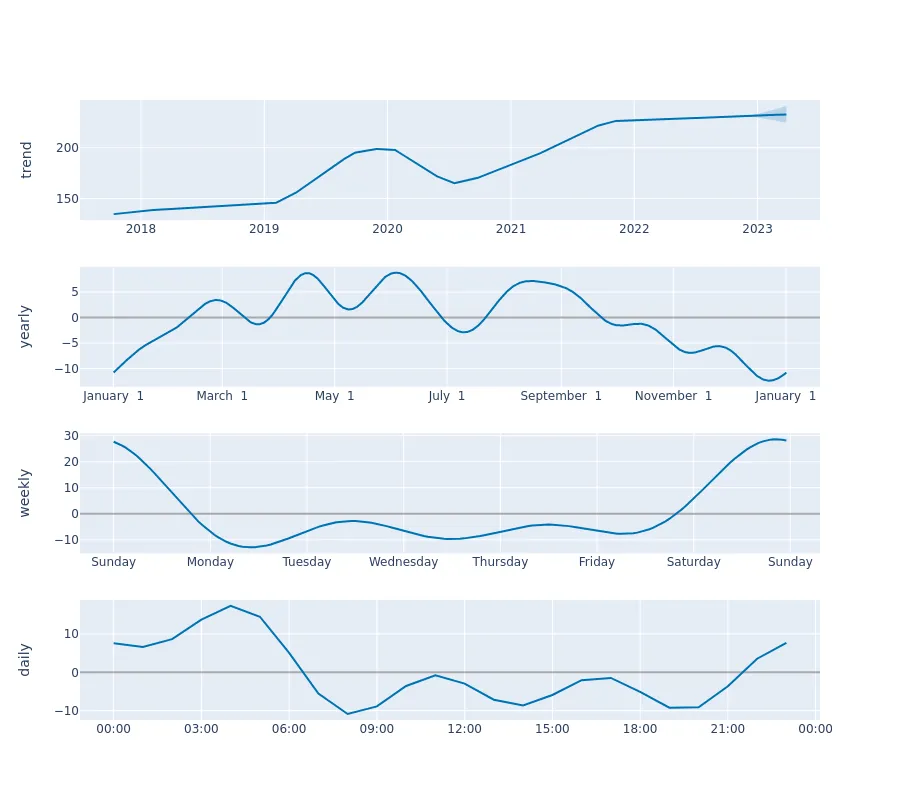 trend
200
150
2018 2019 2020 2021 2022 2023
yearly
5
0
−5
−10
January 1 March 1 May 1 July 1 September 1 November 1 January 1
weekly
30
20
10
0
−10
Sunday Monday Tuesday Wednesday Thursday Friday Saturday Sunday
daily
10
0
−10
00:00 03:00 06:00 09:00 12:00 15:00 18:00 21:00 00:00